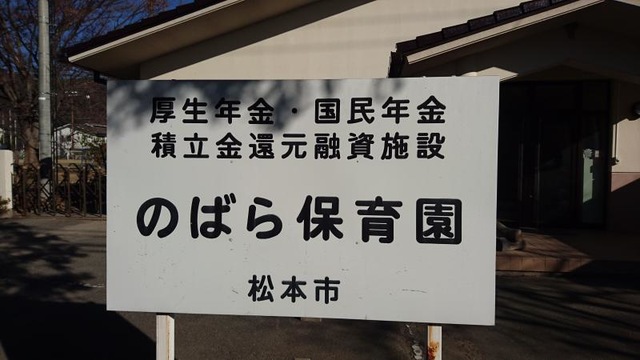 厚生年金・国民年金
積立金還元融資施設
のばら保育園
松本市